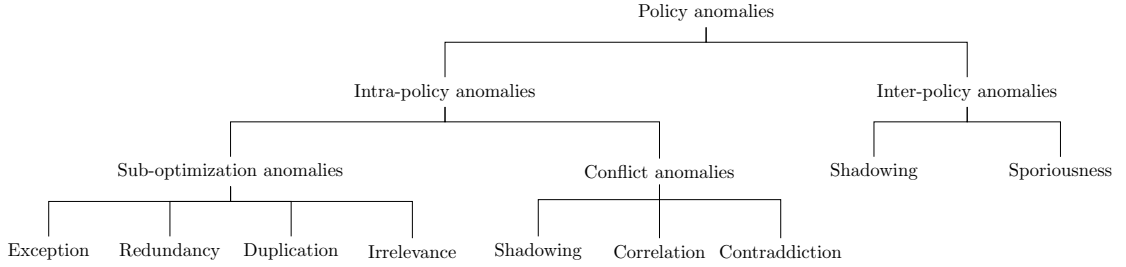 Policy anomalies
Intra-policy anomalies
Inter-policy anomalies
Sub-optimization anomalies
Conflict anomalies
Shadowing
Sporiousness
Exception
Redundancy
Duplication
Irrelevance
Shadowing
Correlation
Contraddiction